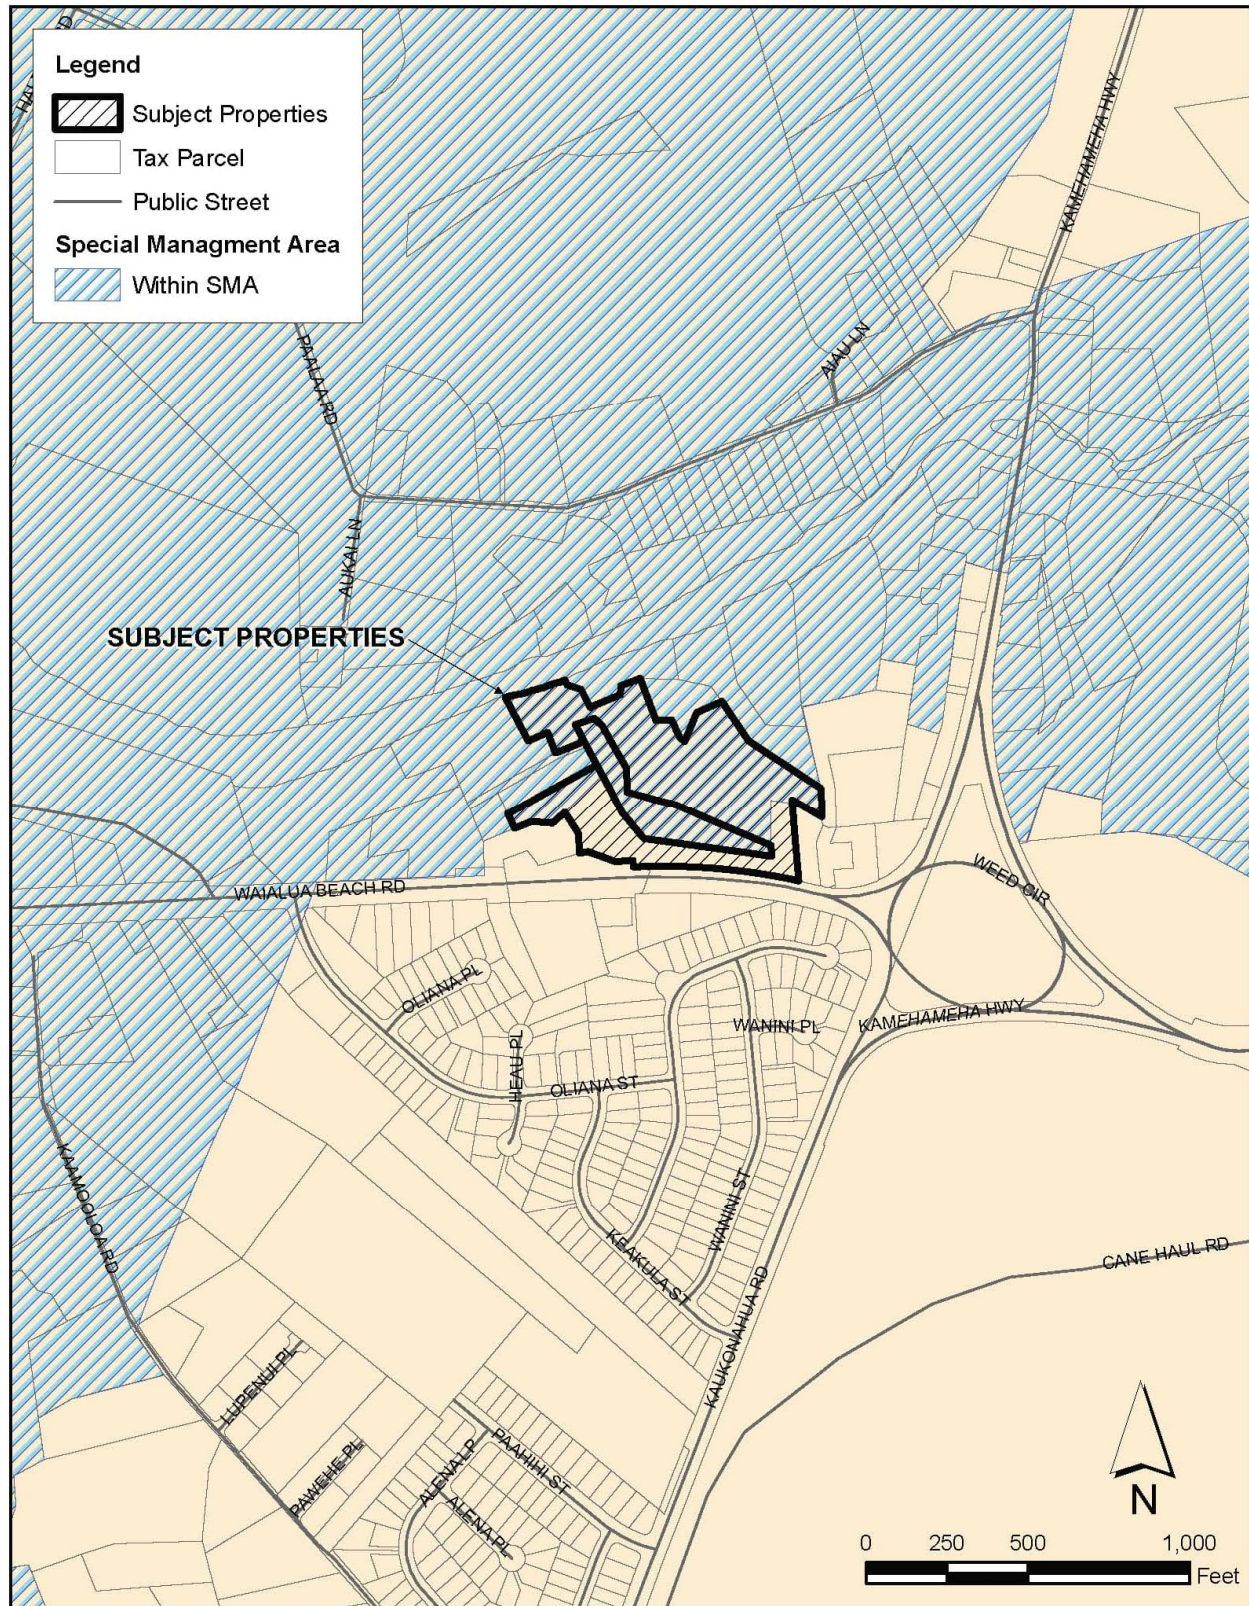 Legend
Subject Properties
Tax Parcel
Public Street
Special Managment Area
Within SMA
KAMEHAMEHA HWY
PAALAA RD
AIAU LN
AUKAI LN
SUBJECT PROPERTIES
WAIALUA BEACH RD
WEED CIR
OLIANA PL
WANINI PL
KAMEHAMEHA HWY
HEAU PL
OLIANA ST
KAAMOOLOA RD
WANINI ST
KEAKULA ST
CANE HAUL RD
KAUKONAHUA RD
LUPENUI PL
PAAHIHI ST
ALENA LP
PAWEHE PL
ALENA PL
N
0 250 500 1,000
Feet